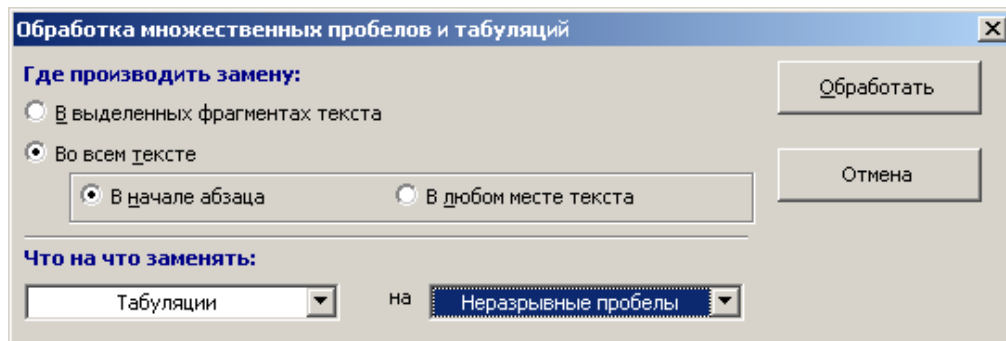 Обработка множественных пробелов и табуляций
Где производить замену:
Обработать
В выделенных фрагментах текста
Во всем тексте
Отмена
В начале абзаца
В любом месте текста
Что на что заменять:
Табуляции на Неразрывные пробелы